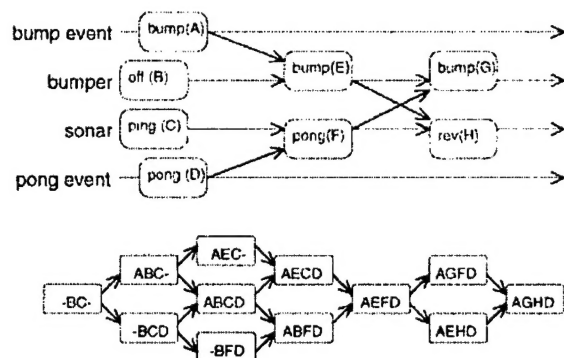 bump event bump(A)
bumper off (B) bump(E) bump(G)
sonar ping (C) pong(F) rev(H)
pong event pong (D)
AEC-
ABC- AECD AGFD
-BC- ABCD AEFD AGHD
-BCD ABFD AEHD
-BFD